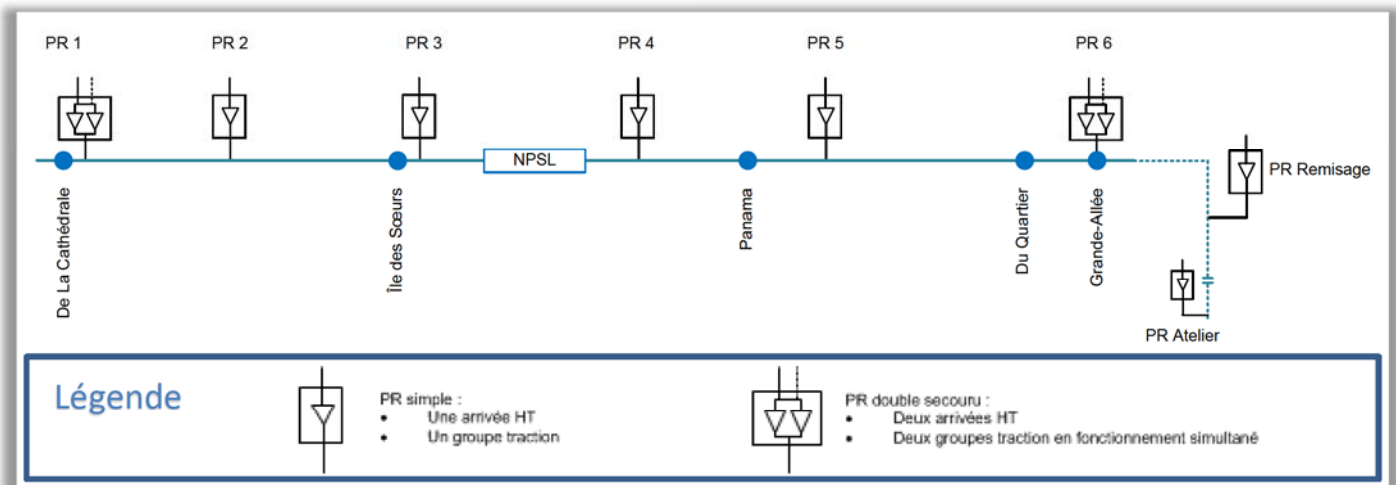 PR 1
PR 2
PR 3
PR 4
PR 5
PR 6
NPSL
PR Remisage
De La Cathédrale
Île des Sœurs
Panama
Du Quartier
Grande-Allée
PR Atelier
Légende
PR simple :
• Une arrivée HT
• Un groupe traction
PR double secouru :
• Deux arrivées HT
• Deux groupes traction en fonctionnement simultané